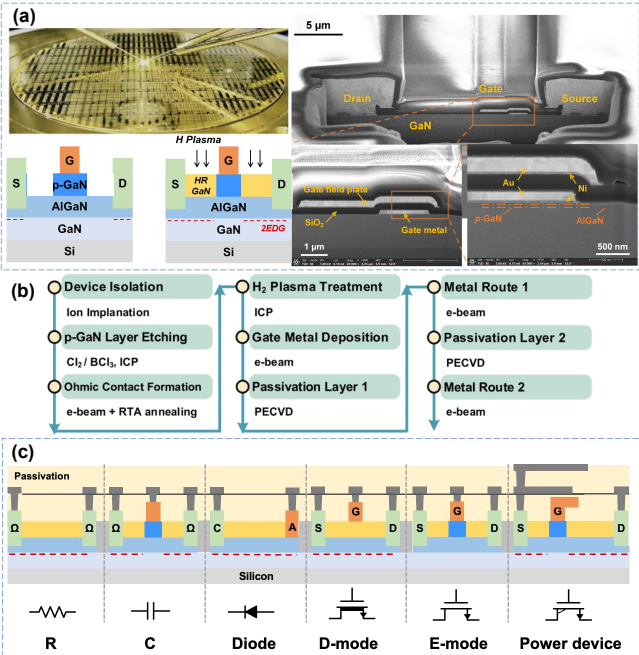 (a)
5 µm
Gate
Drain
Source
GaN
H Plasma
G
G
S
p-GaN
D
S
HR
GaN
D
AlGaN
AlGaN
GaN
GaN
2EDG
Si
Si
Gate field plate
SiO2
Gate metal
1 µm
Au
Ni
p-GaN
AlGaN
500 nm
(b)
Device Isolation
Ion Implanation
p-GaN Layer Etching
Cl2 / BCl3, ICP
Ohmic Contact Formation
e-beam + RTA annealing
H2 Plasma Treatment
ICP
Gate Metal Deposition
e-beam
Passivation Layer 1
PECVD
Metal Route 1
e-beam
Passivation Layer 2
PECVD
Metal Route 2
e-beam
(c)
Passivation
Ω Ω Ω Ω C A S G D S G D S G D
Silicon
R C Diode D-mode E-mode Power device